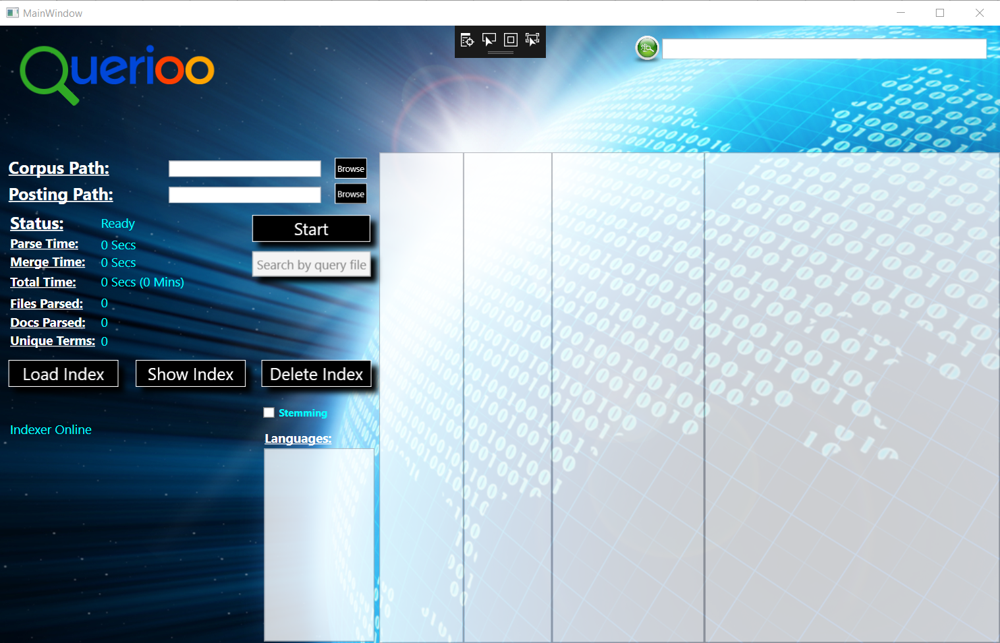 MainWindow
Querioo
Corpus Path:
Browse
Posting Path:
Browse
Status: Ready
Start
Parse Time: 0 Secs
Merge Time: 0 Secs
Search by query file
Total Time: 0 Secs (0 Mins)
Files Parsed: 0
Docs Parsed: 0
Unique Terms: 0
Load Index
Show Index
Delete Index
Stemming
Indexer Online
Languages: